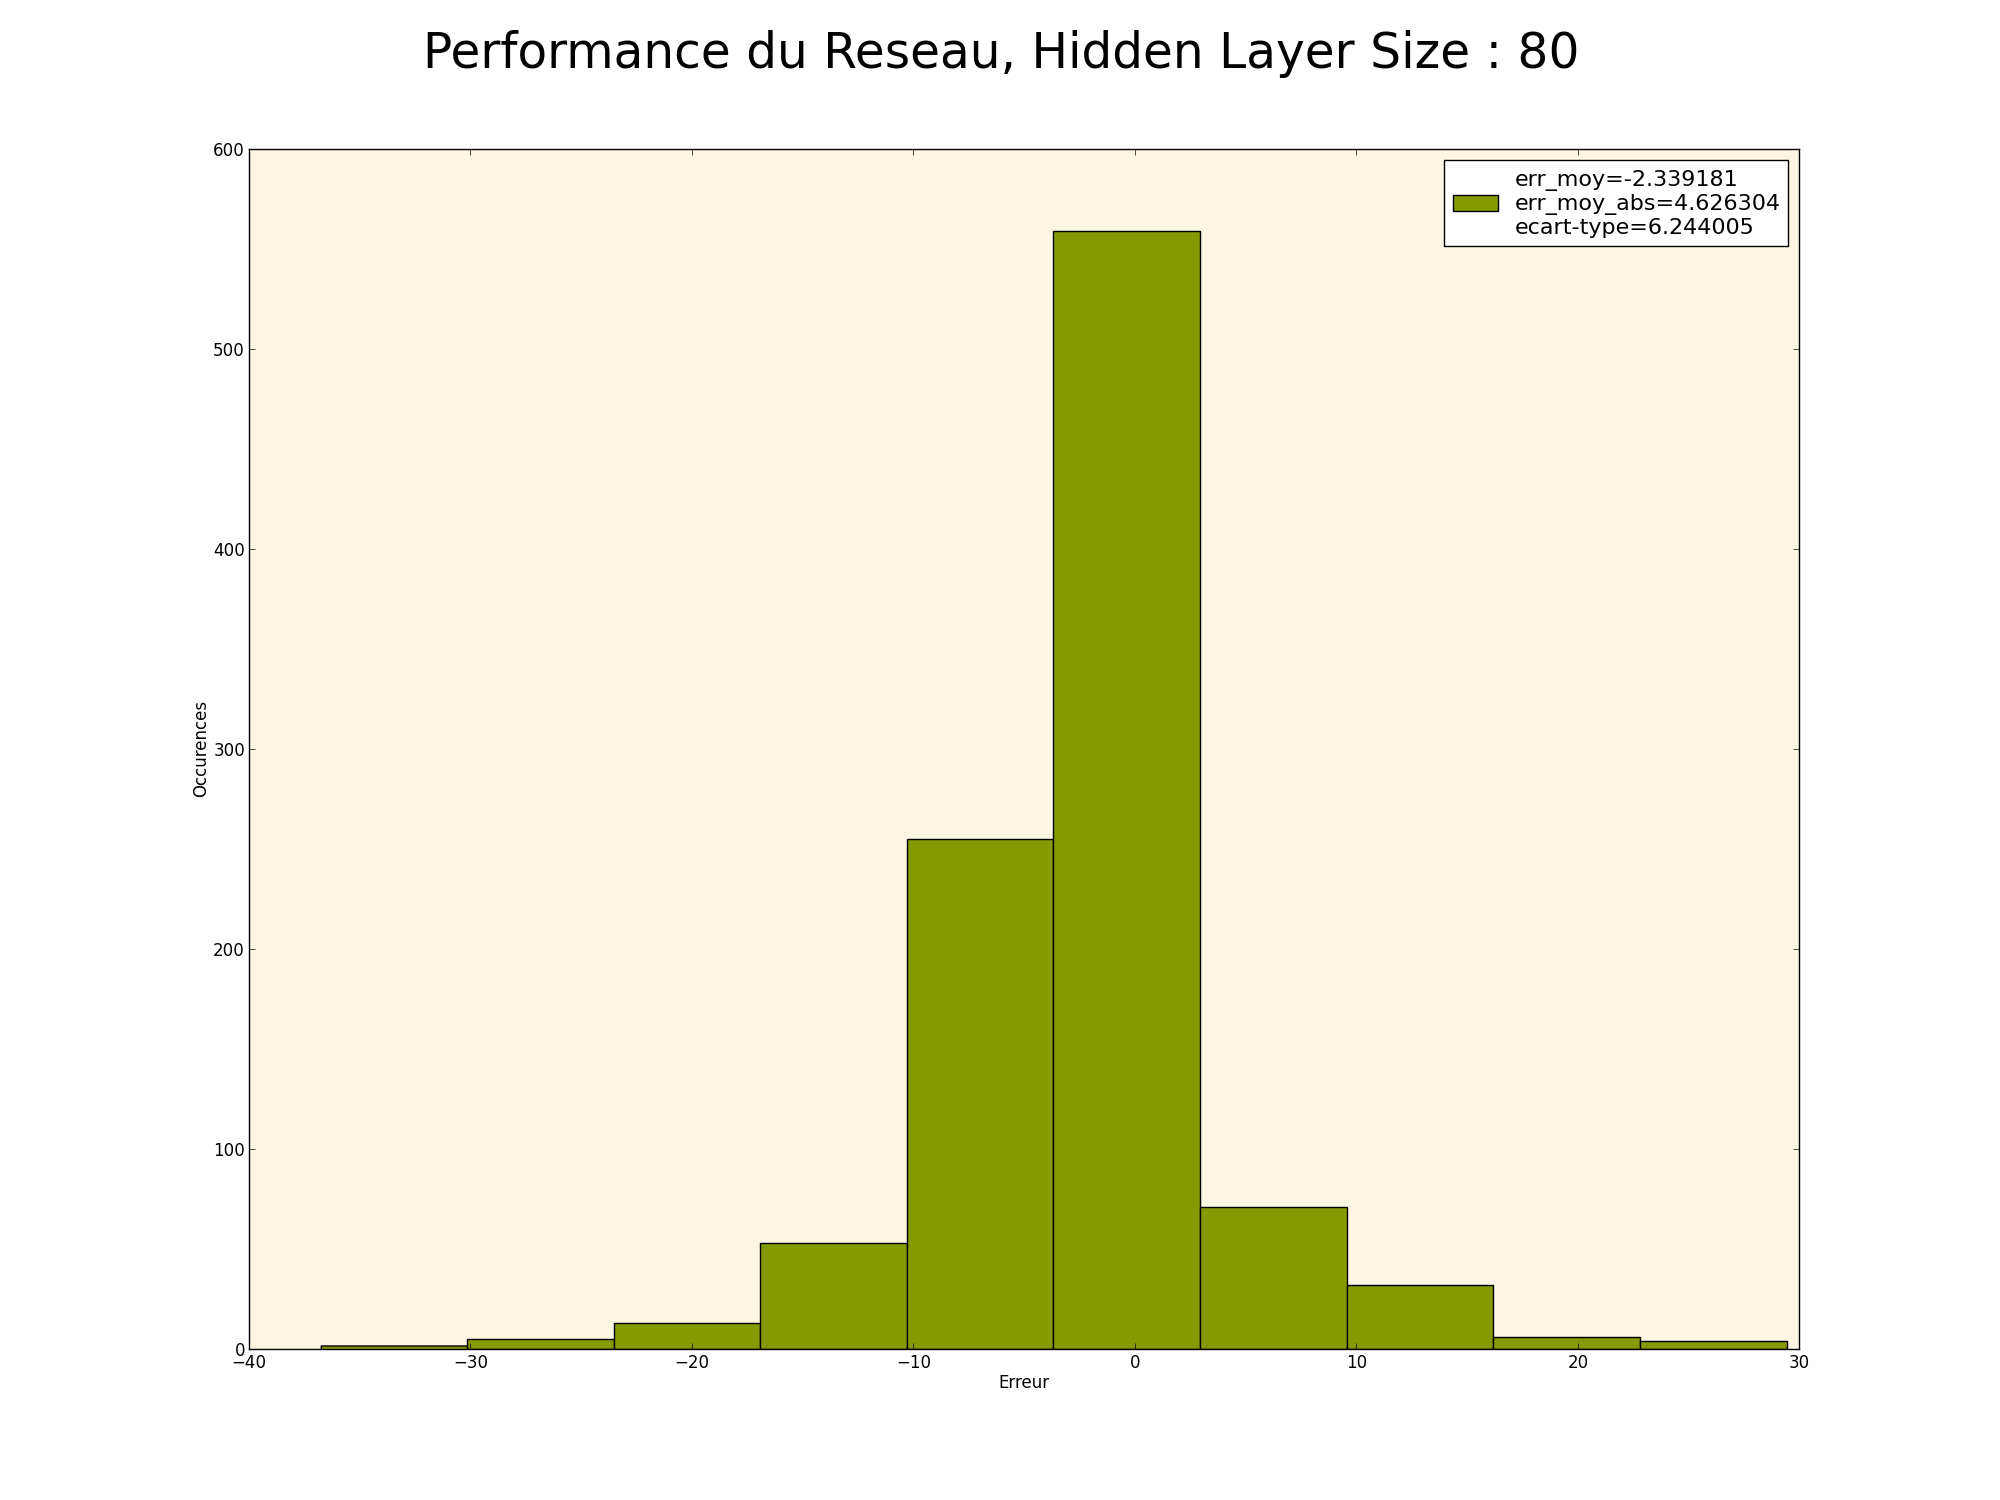 Performance du Reseau, Hidden Layer Size : 80
err_moy=-2.339181
err_moy_abs=4.626304
ecart-type=6.244005
600
500
400
300
200
100
0
Occurences
−40
−30
−20
−10
0
10
20
30
Erreur